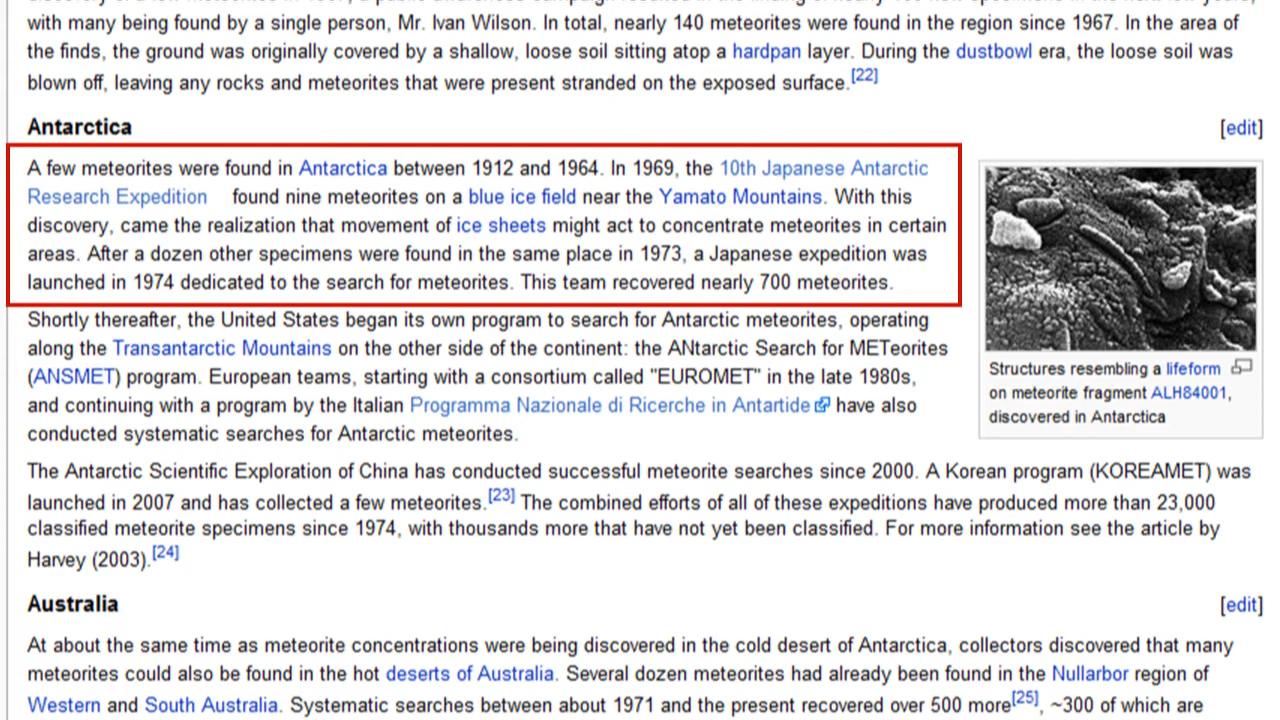 with many being found by a single person, Mr. Ivan Wilson. In total, nearly 140 meteorites were found in the region since 1967. In the area of
the finds, the ground was originally covered by a shallow, loose soil sitting atop a hardpan layer. During the dustbowl era, the loose soil was
blown off, leaving any rocks and meteorites that were present stranded on the exposed surface.[22]
Antarctica [edit]
A few meteorites were found in Antarctica between 1912 and 1964. In 1969, the 10th Japanese Antarctic
Research Expedition found nine meteorites on a blue ice field near the Yamato Mountains. With this
discovery, came the realization that movement of ice sheets might act to concentrate meteorites in certain
areas. After a dozen other specimens were found in the same place in 1973, a Japanese expedition was
launched in 1974 dedicated to the search for meteorites. This team recovered nearly 700 meteorites.
Shortly thereafter, the United States began its own program to search for Antarctic meteorites, operating
along the Transantarctic Mountains on the other side of the continent: the ANtarctic Search for METeorites
(ANSMET) program. European teams, starting with a consortium called "EUROMET" in the late 1980s,
and continuing with a program by the Italian Programma Nazionale di Ricerche in Antartide have also
conducted systematic searches for Antarctic meteorites.
Structures resembling a lifeform
on meteorite fragment ALH84001,
discovered in Antarctica
The Antarctic Scientific Exploration of China has conducted successful meteorite searches since 2000. A Korean program (KOREAMET) was
launched in 2007 and has collected a few meteorites.[23] The combined efforts of all of these expeditions have produced more than 23,000
classified meteorite specimens since 1974, with thousands more that have not yet been classified. For more information see the article by
Harvey (2003).[24]
Australia [edit]
At about the same time as meteorite concentrations were being discovered in the cold desert of Antarctica, collectors discovered that many
meteorites could also be found in the hot deserts of Australia. Several dozen meteorites had already been found in the Nullarbor region of
Western and South Australia. Systematic searches between about 1971 and the present recovered over 500 more[25], ~300 of which are